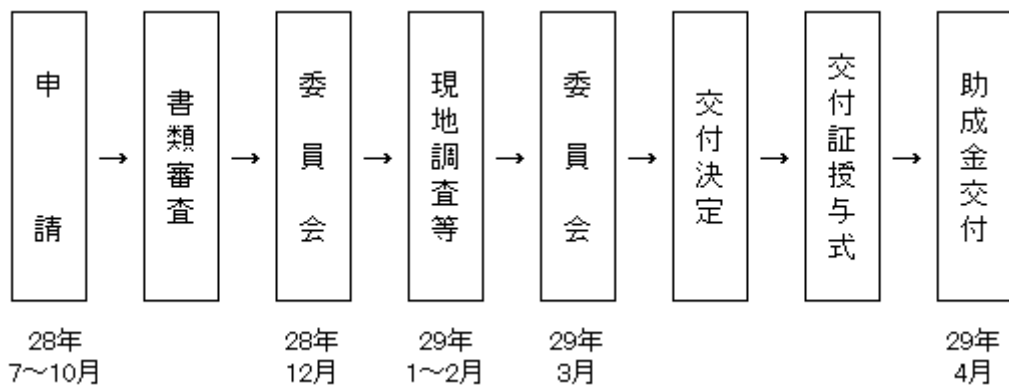 申請
→
書類審査
→
委員会
→
現地調査等
→
委員会
→
交付決定
→
交付証授与式
→
助成金交付
28年
7～10月
28年
12月
29年
1～2月
29年
3月
29年
4月